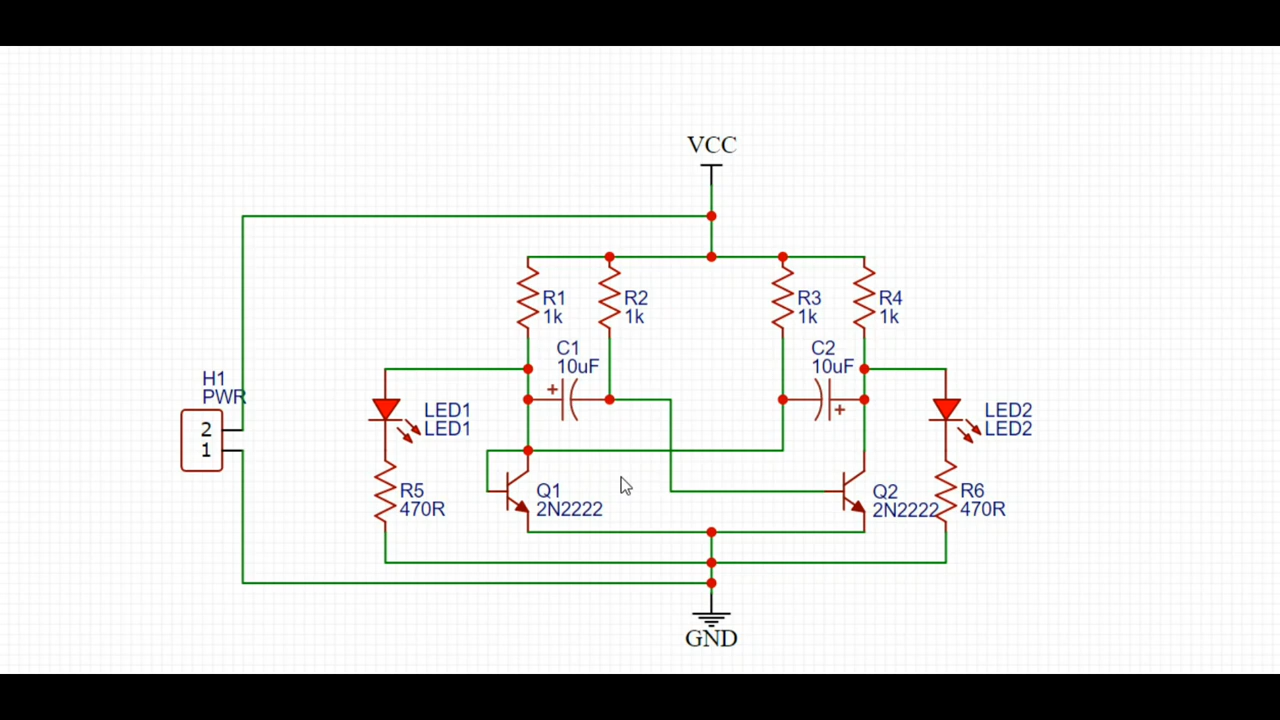 VCC
R1
1k
R2
1k
R3
1k
R4
1k
C1
10uF
+
C2
10uF
+
H1
PWR
2
1
LED1
LED1
LED2
LED2
R5
470R
Q1
2N2222
Q2
2N2222
R6
470R
GND